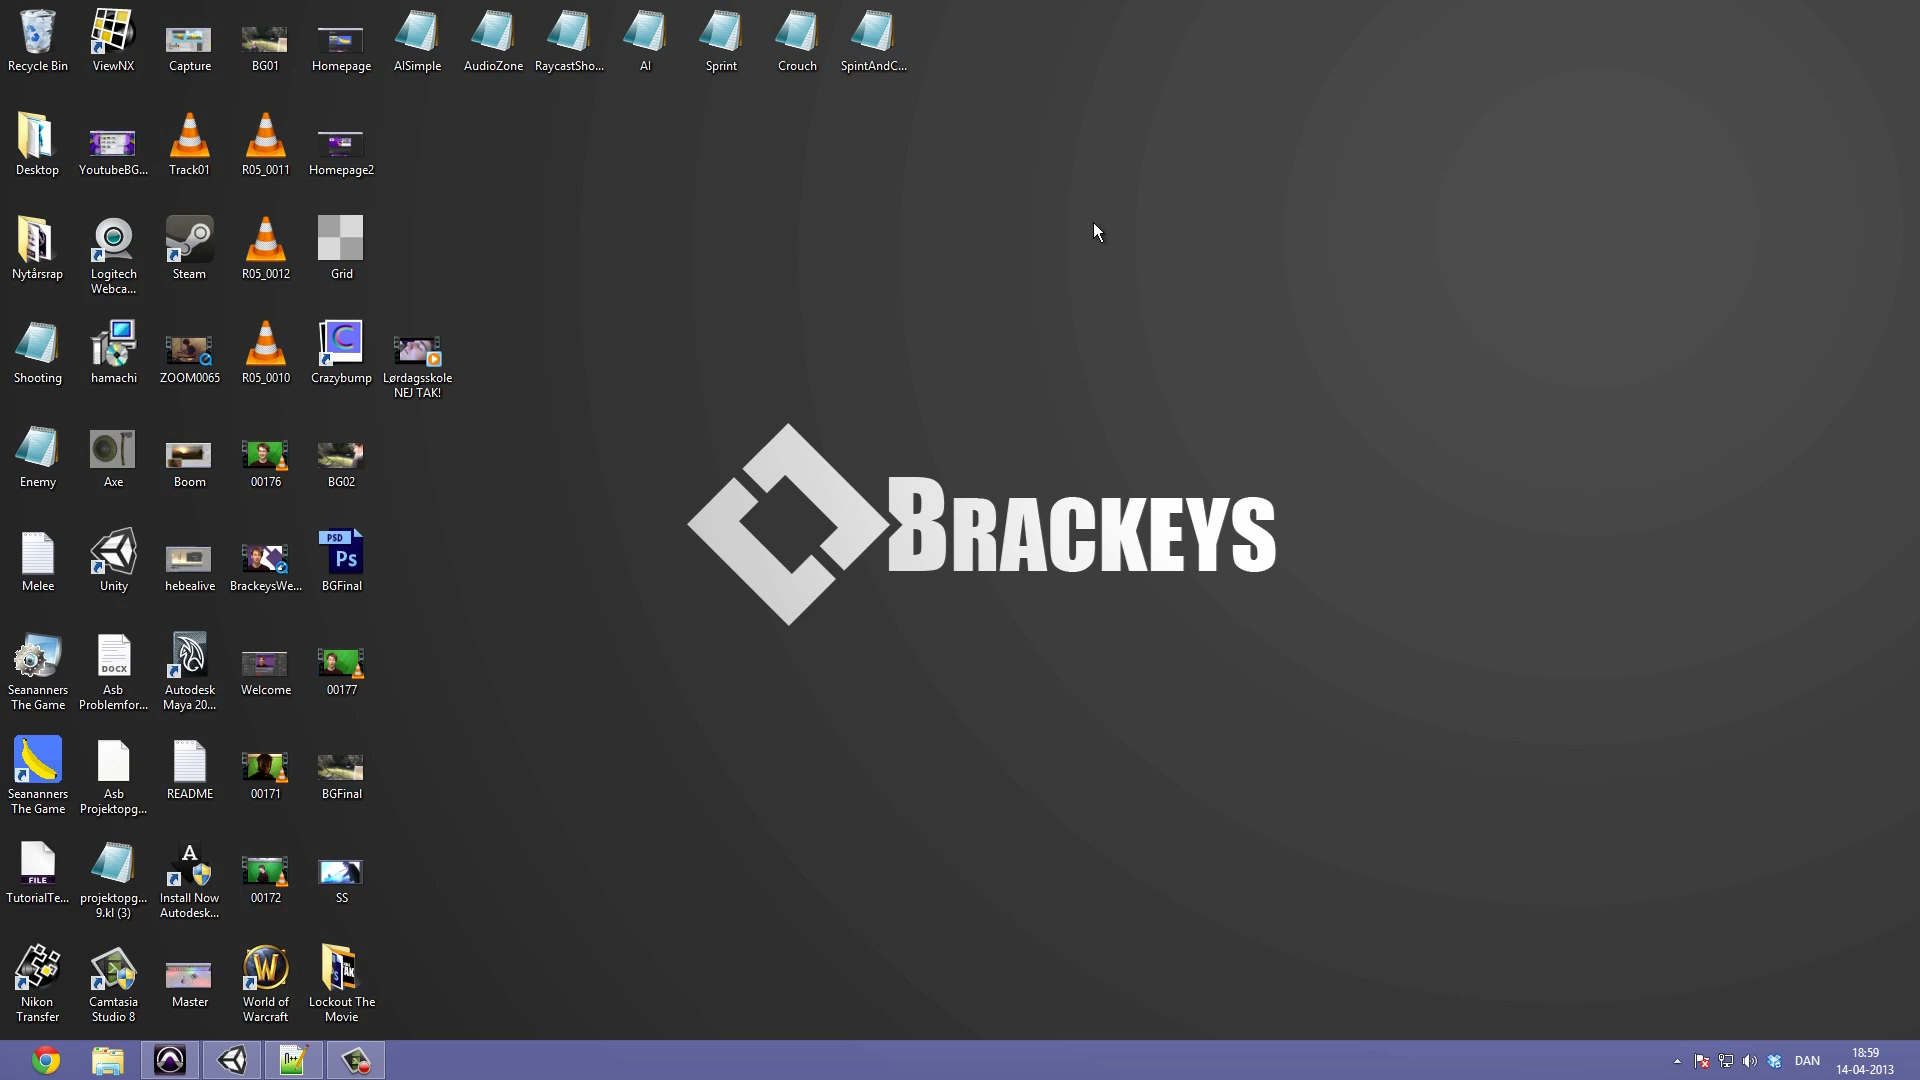 Recycle Bin
ViewNX
Capture
BG01
Homepage
AISimple
AudioZone
RaycastSho...
AI
Sprint
Crouch
SpintAndC...
Desktop
YoutubeBG...
Track01
R05_0011
Homepage2
Nytårsrap
Logitech
Webca...
Steam
R05_0012
Grid
Shooting
hamachi
ZOOM0065
R05_0010
Crazybump
Lørdagsskole
NEJ TAK!
Enemy
Axe
Boom
00176
BG02
BRACKEYS
Melee
Unity
hebealive
BrackeysWe...
PSD
Ps
BGFinal
Seananners
The Game
DOCX
Asb
Problemfor...
Autodesk
Maya 20...
Welcome
00177
Seananners
The Game
Asb
Projektopg...
README
00171
BGFinal
FILE
TutorialTe...
projektopg...
9.kl (3)
Install Now
Autodesk...
00172
SS
Nikon
Transfer
Camtasia
Studio 8
Master
World of
Warcraft
Lockout The
Movie
DAN
18:59
14-04-2013